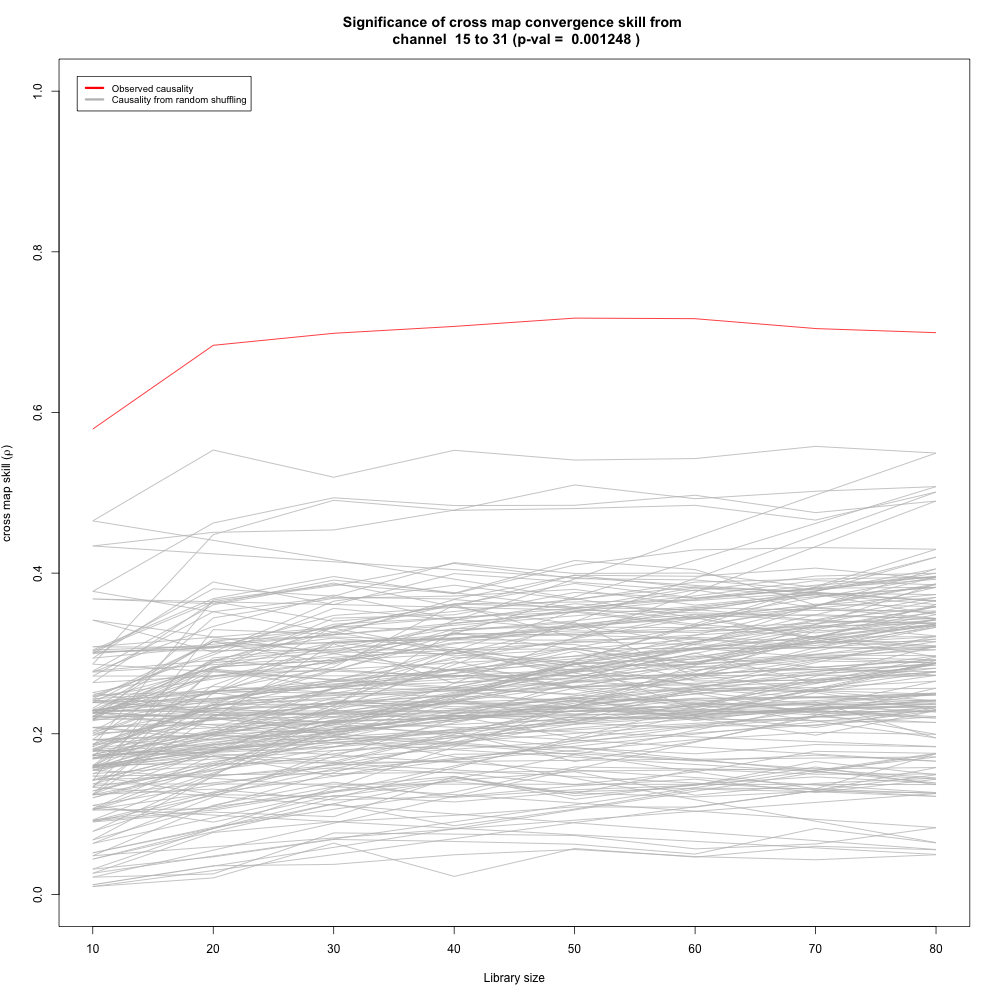 Significance of cross map convergence skill from
channel  15 to 31 (p-val =  0.001248 )
Observed causality
Causality from random shuffling
cross map skill (ρ)
1.0
0.8
0.6
0.4
0.2
0.0
10 20 30 40 50 60 70 80
Library size